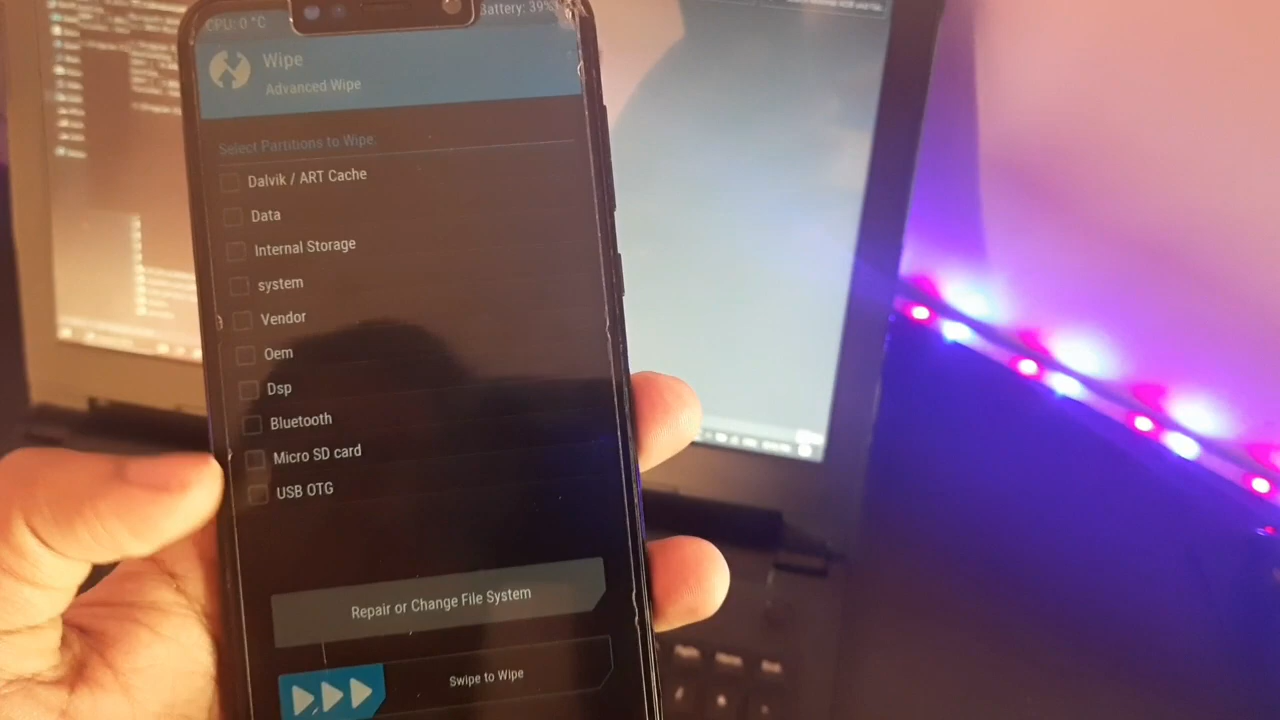 CPU: 0 °C
Battery: 39%
Wipe
Advanced Wipe
Select Partitions to Wipe:
Dalvik / ART Cache
Data
Internal Storage
system
Vendor
Oem
Dsp
Bluetooth
Micro SD card
USB OTG
Repair or Change File System
Swipe to Wipe